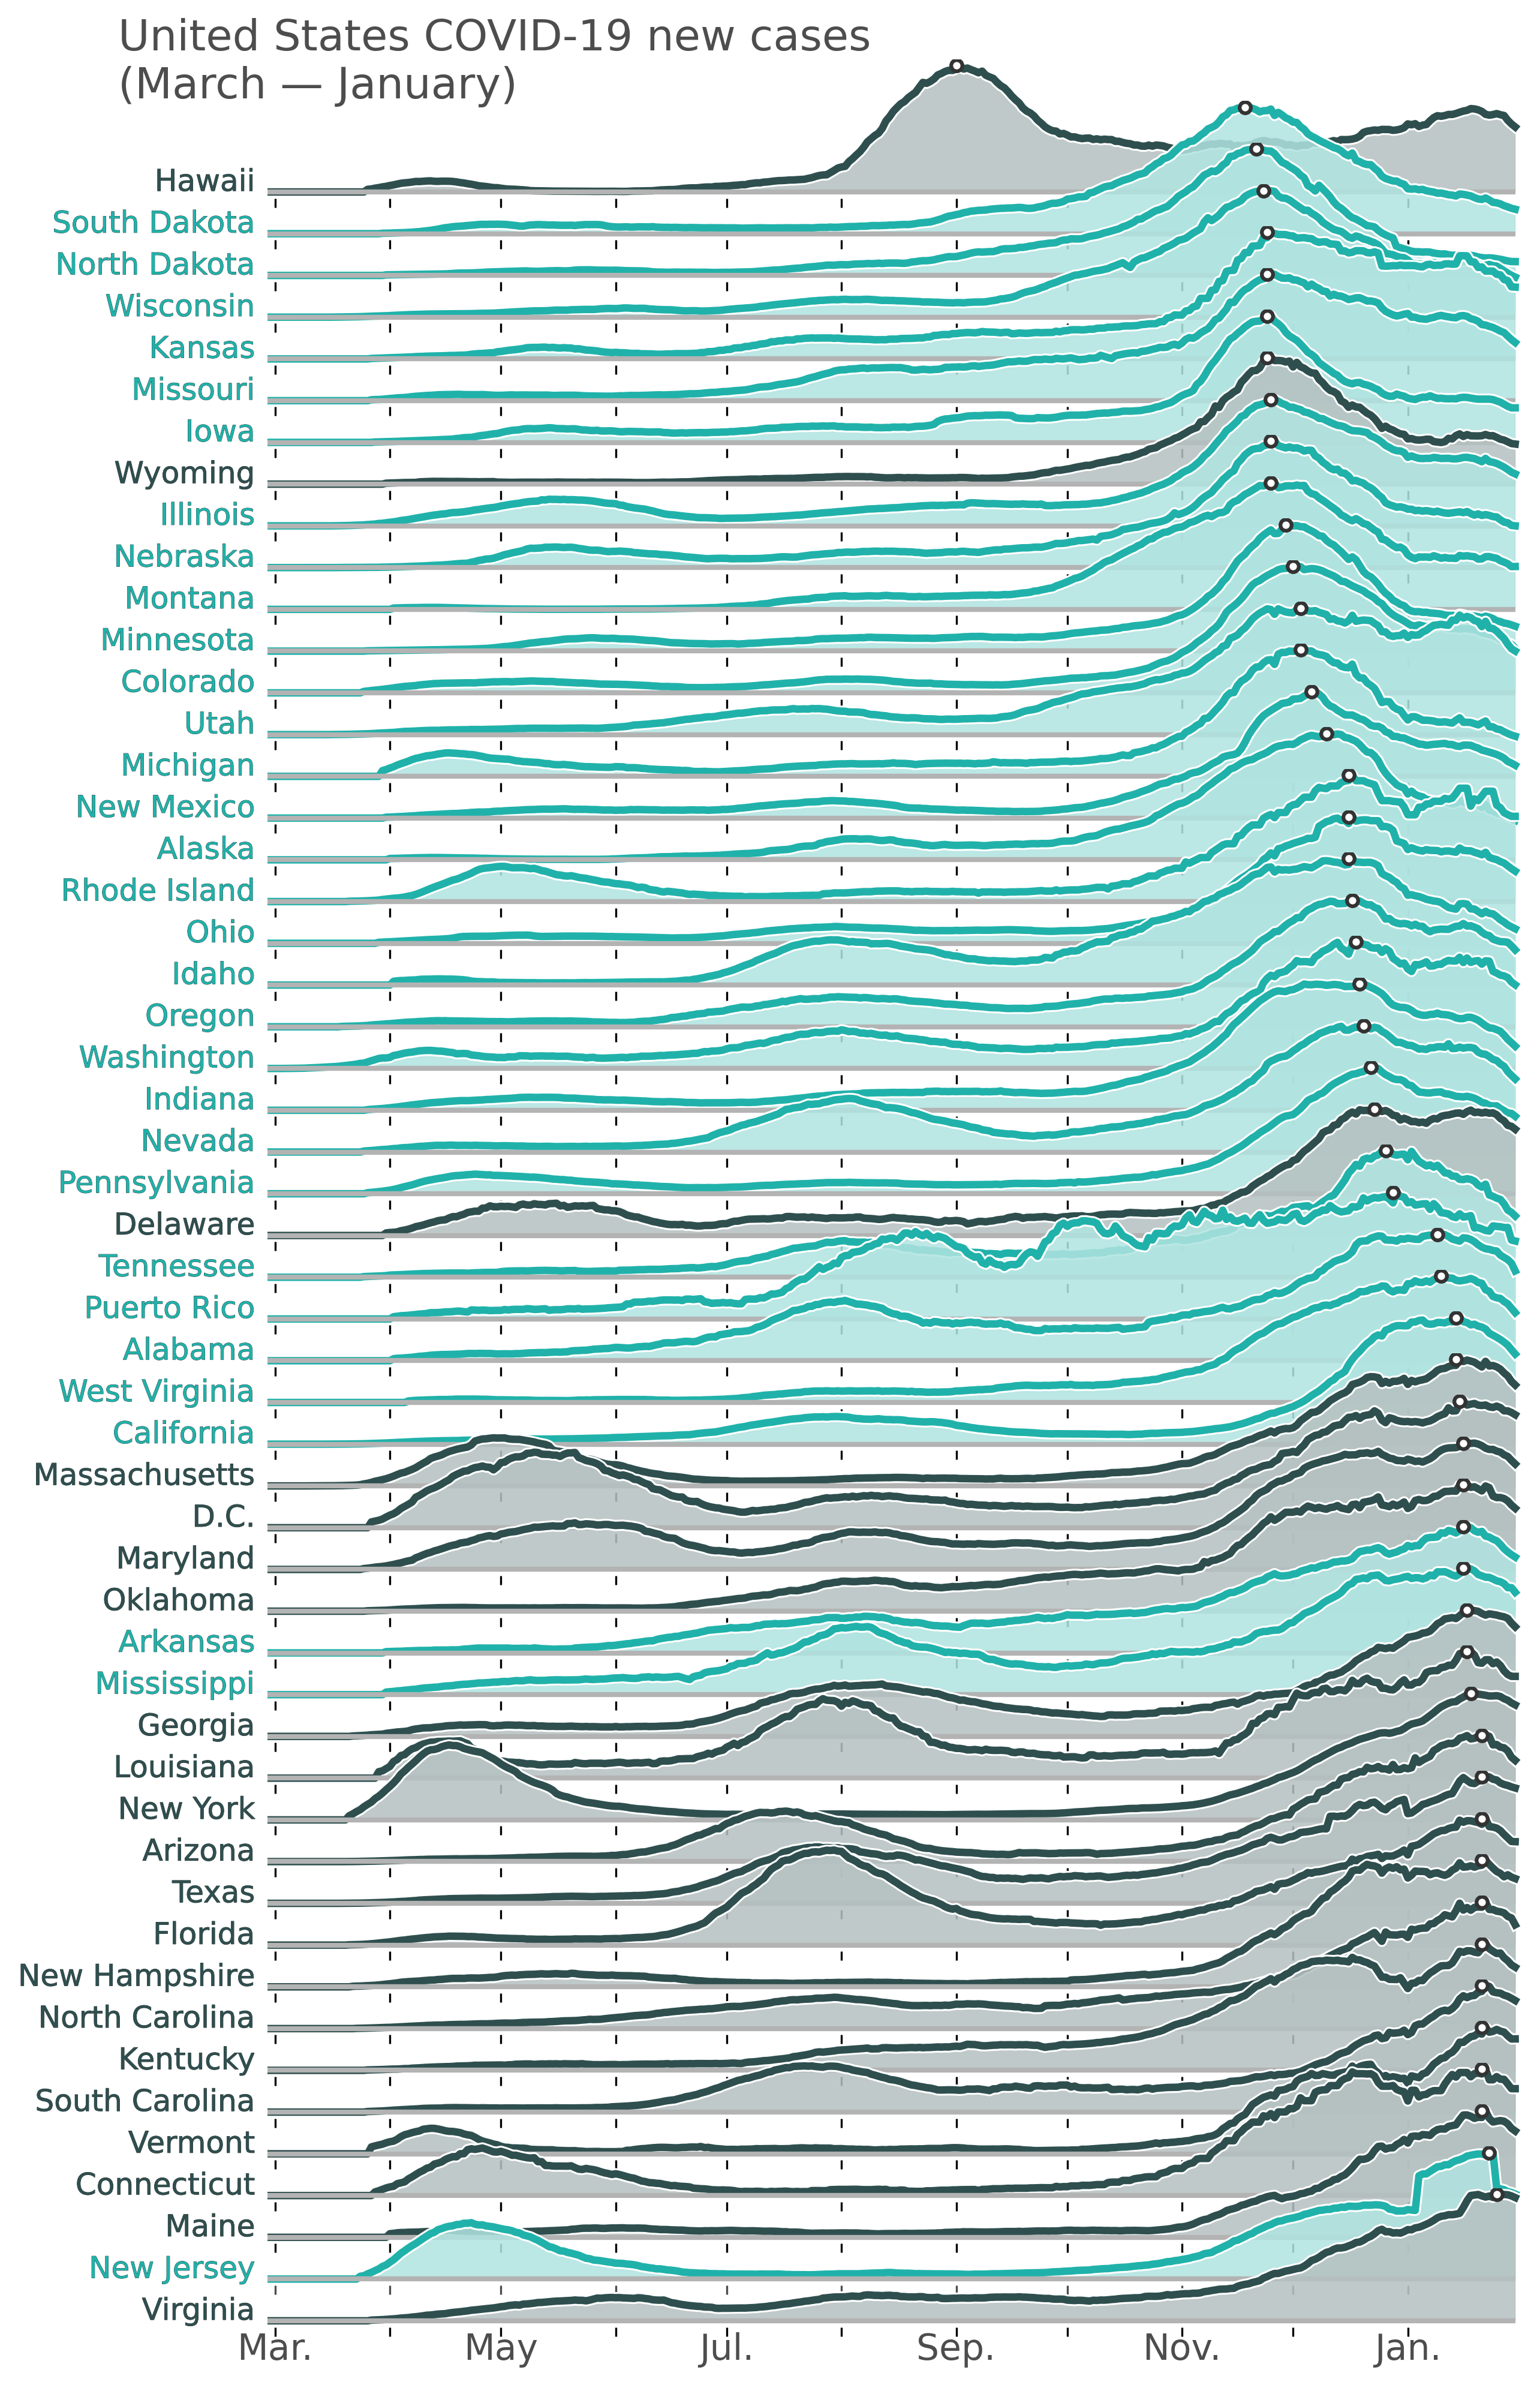 United States COVID-19 new cases
(March — January)
Hawaii
South Dakota
North Dakota
Wisconsin
Kansas
Missouri
Iowa
Wyoming
Illinois
Nebraska
Montana
Minnesota
Colorado
Utah
Michigan
New Mexico
Alaska
Rhode Island
Ohio
Idaho
Oregon
Washington
Indiana
Nevada
Pennsylvania
Delaware
Tennessee
Puerto Rico
Alabama
West Virginia
California
Massachusetts
D.C.
Maryland
Oklahoma
Arkansas
Mississippi
Georgia
Louisiana
New York
Arizona
Texas
Florida
New Hampshire
North Carolina
Kentucky
South Carolina
Vermont
Connecticut
Maine
New Jersey
Virginia
Mar. May Jul. Sep. Nov. Jan.